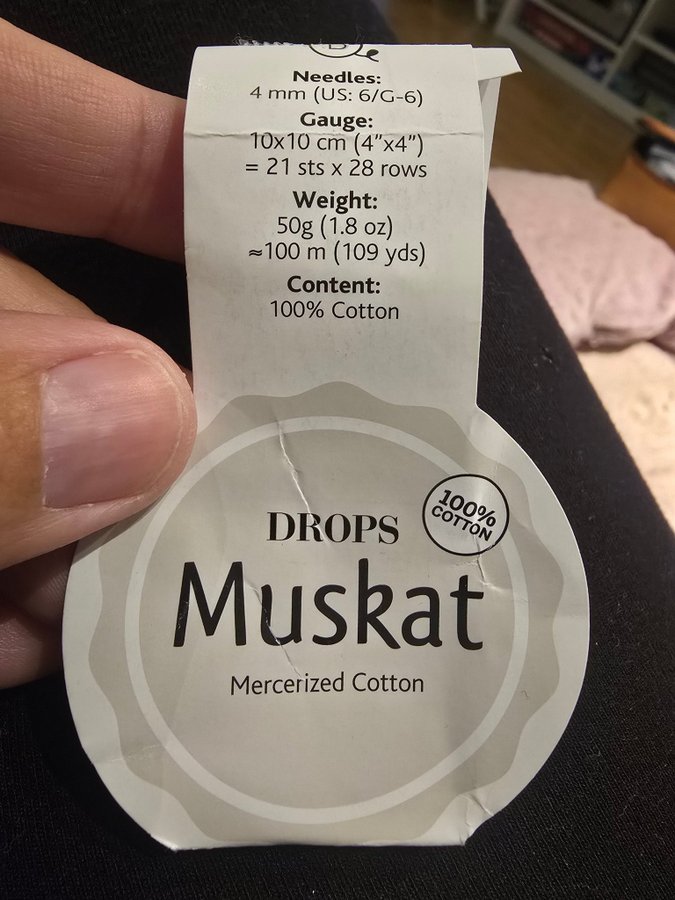 B
Needles:
4 mm (US: 6/G-6)
Gauge:
10x10 cm (4”x4”)
= 21 sts x 28 rows
Weight:
50g (1.8 oz)
≈100 m (109 yds)
Content:
100% Cotton
100%
COTTON
DROPS
Muskat
Mercerized Cotton